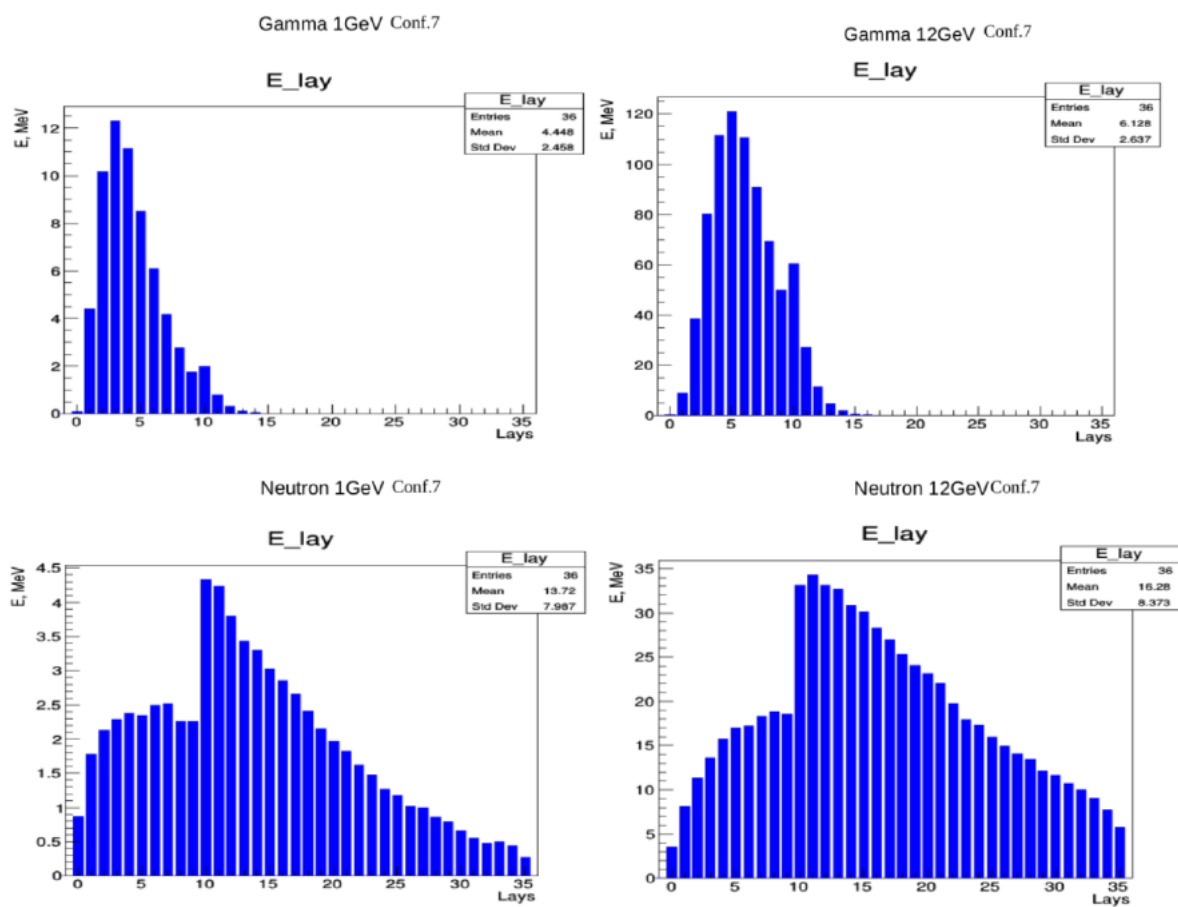 Gamma 1GeV Conf.7
E_lay
E_lay
Entries 36
Mean 4.448
Std Dev 2.458
E, MeV
12
10
8
6
4
2
0
0 5 10 15 20 25 30 35
Lays
Gamma 12GeV Conf.7
E_lay
E_lay
Entries 36
Mean 6.128
Std Dev 2.637
E, MeV
120
100
80
60
40
20
0
0 5 10 15 20 25 30 35
Lays
Neutron 1GeV Conf.7
E_lay
E_lay
Entries 36
Mean 13.72
Std Dev 7.987
E, MeV
4.5
4
3.5
3
2.5
2
1.5
1
0.5
0
0 5 10 15 20 25 30 35
Lays
Neutron 12GeV Conf.7
E_lay
E_lay
Entries 36
Mean 16.28
Std Dev 8.373
E, MeV
35
30
25
20
15
10
5
0
0 5 10 15 20 25 30 35
Lays